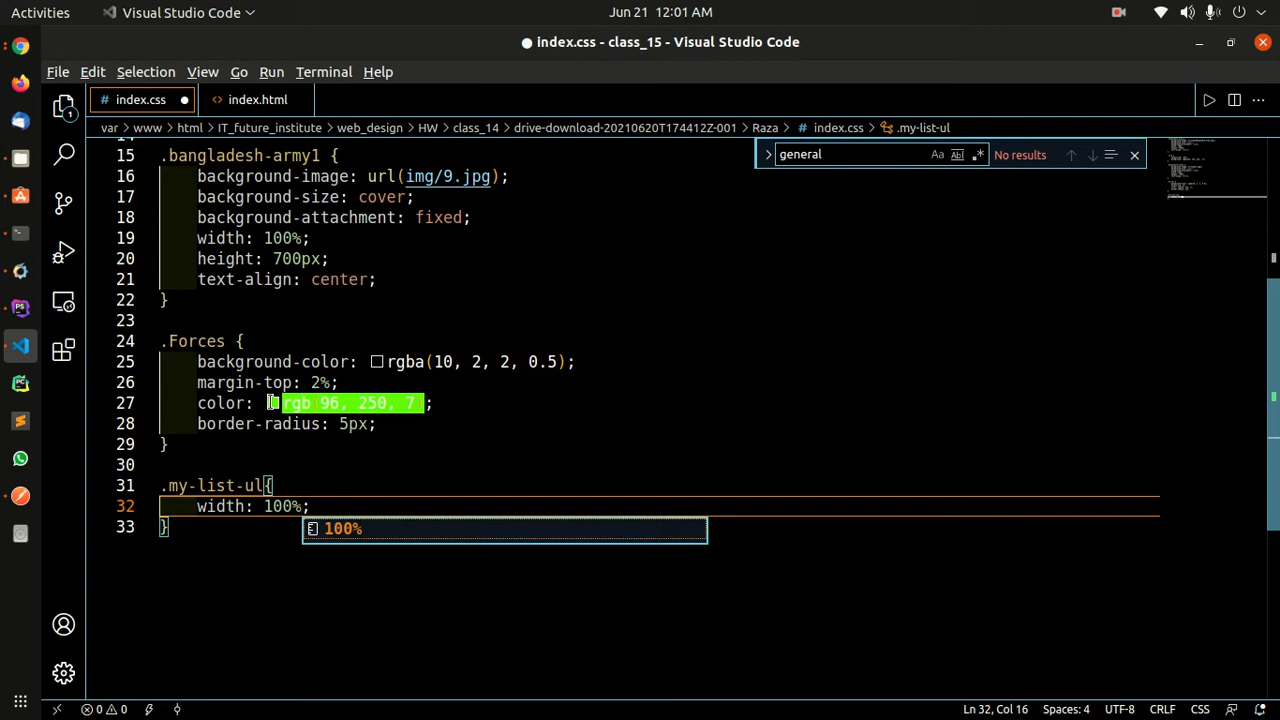 Activities Visual Studio Code Jun 21 12:01 AM
index.css - class_15 - Visual Studio Code
File Edit Selection View Go Run Terminal Help
# index.css index.html
var > www > html > IT_future_institute > web_design > HW > class_14 > drive-download-20210620T174412Z-001 > Raza > # index.css > .my-list-ul
general Aa Abl .* No results
15 .bangladesh-army1 {
16 background-image: url(img/9.jpg);
17 background-size: cover;
18 background-attachment: fixed;
19 width: 100%;
20 height: 700px;
21 text-align: center;
22 }
23
24 .Forces {
25 background-color: rgba(10, 2, 2, 0.5);
26 margin-top: 2%;
27 color: rgb(96, 250, 7);
28 border-radius: 5px;
29 }
30
31 .my-list-ul{
32 width: 100%;
33 }
100%
0 0 Ln 32, Col 16 Spaces: 4 UTF-8 CRLF CSS